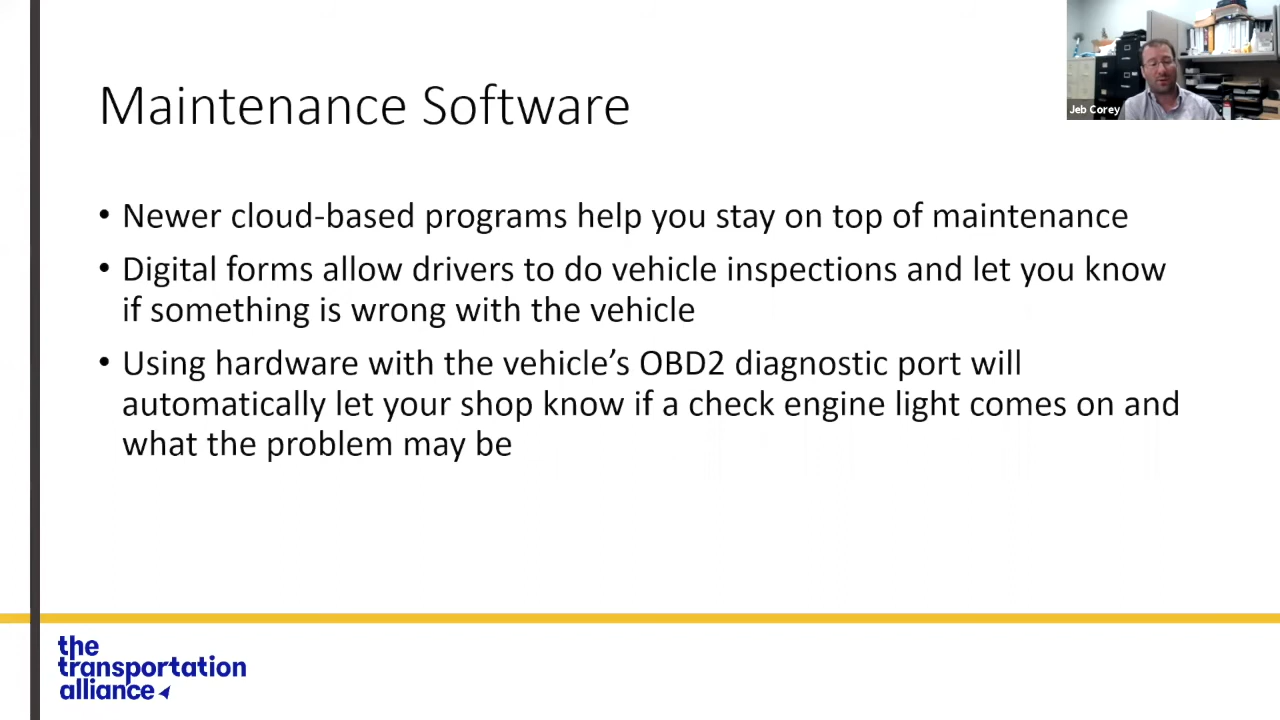 Jeb Corey
Maintenance Software
• Newer cloud-based programs help you stay on top of maintenance
• Digital forms allow drivers to do vehicle inspections and let you know
if something is wrong with the vehicle
• Using hardware with the vehicle’s OBD2 diagnostic port will
automatically let your shop know if a check engine light comes on and
what the problem may be
the
transportation
alliance